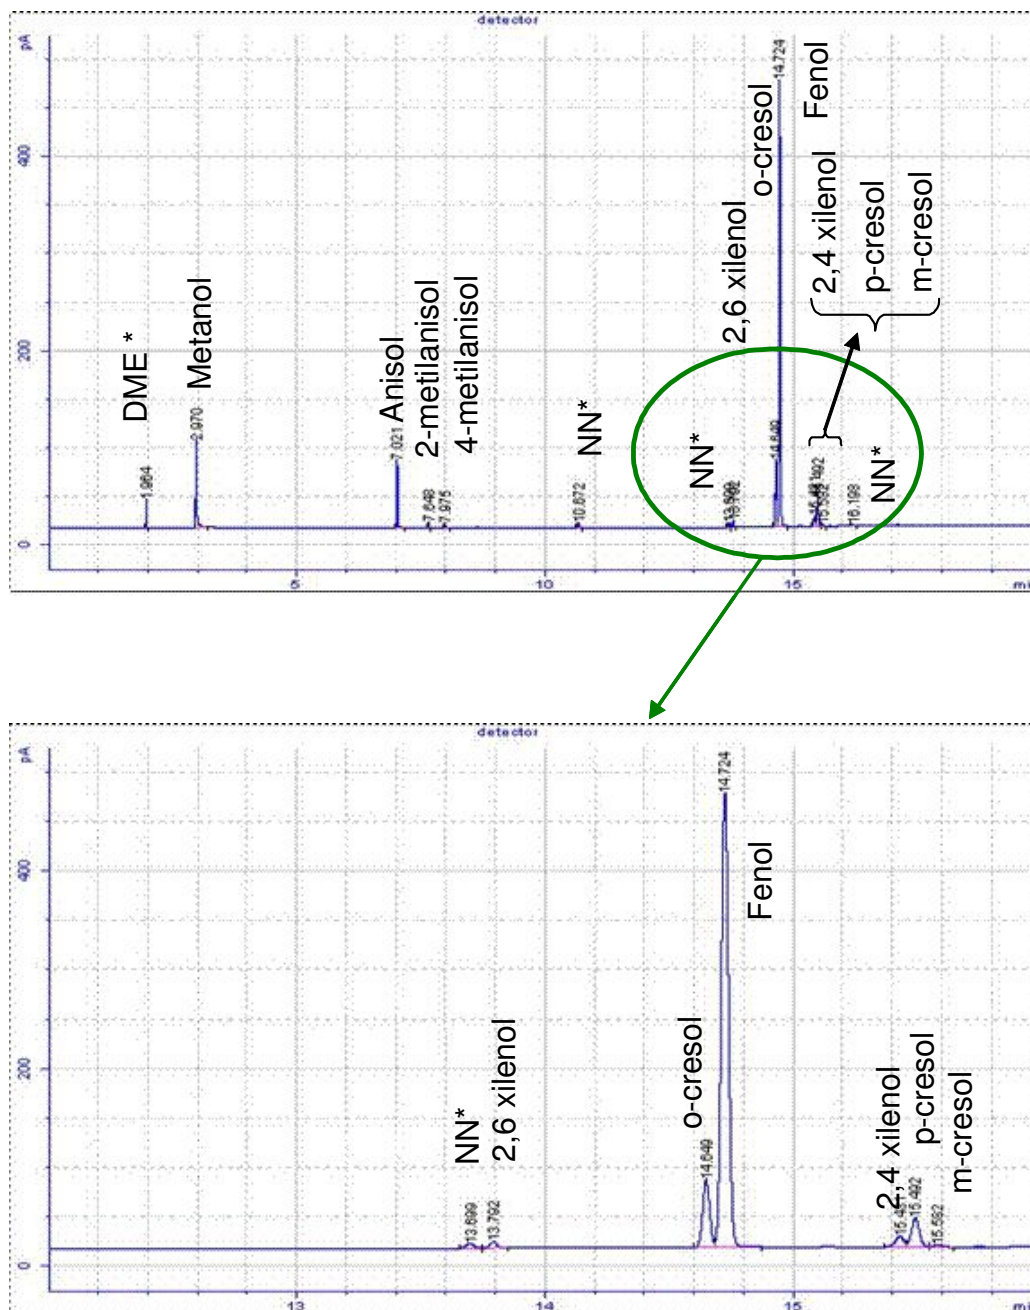 detector
pA
400
200
0
DME *
1.964
Metanol
2.970
Anisol
7.021
2-metilanisol
7.648
4-metilanisol
7.975
NN*
10.672
NN*
2,6 xilenol
o-cresol
14.649
14.724
Fenol
2,4 xilenol
p-cresol
m-cresol
NN*
16.198
5
10
15
detector
pA
400
200
0
NN*
13.699
2,6 xilenol
13.792
o-cresol
14.649
14.724
Fenol
2,4 xilenol
p-cresol
15.492
m-cresol
15.592
13
14
15